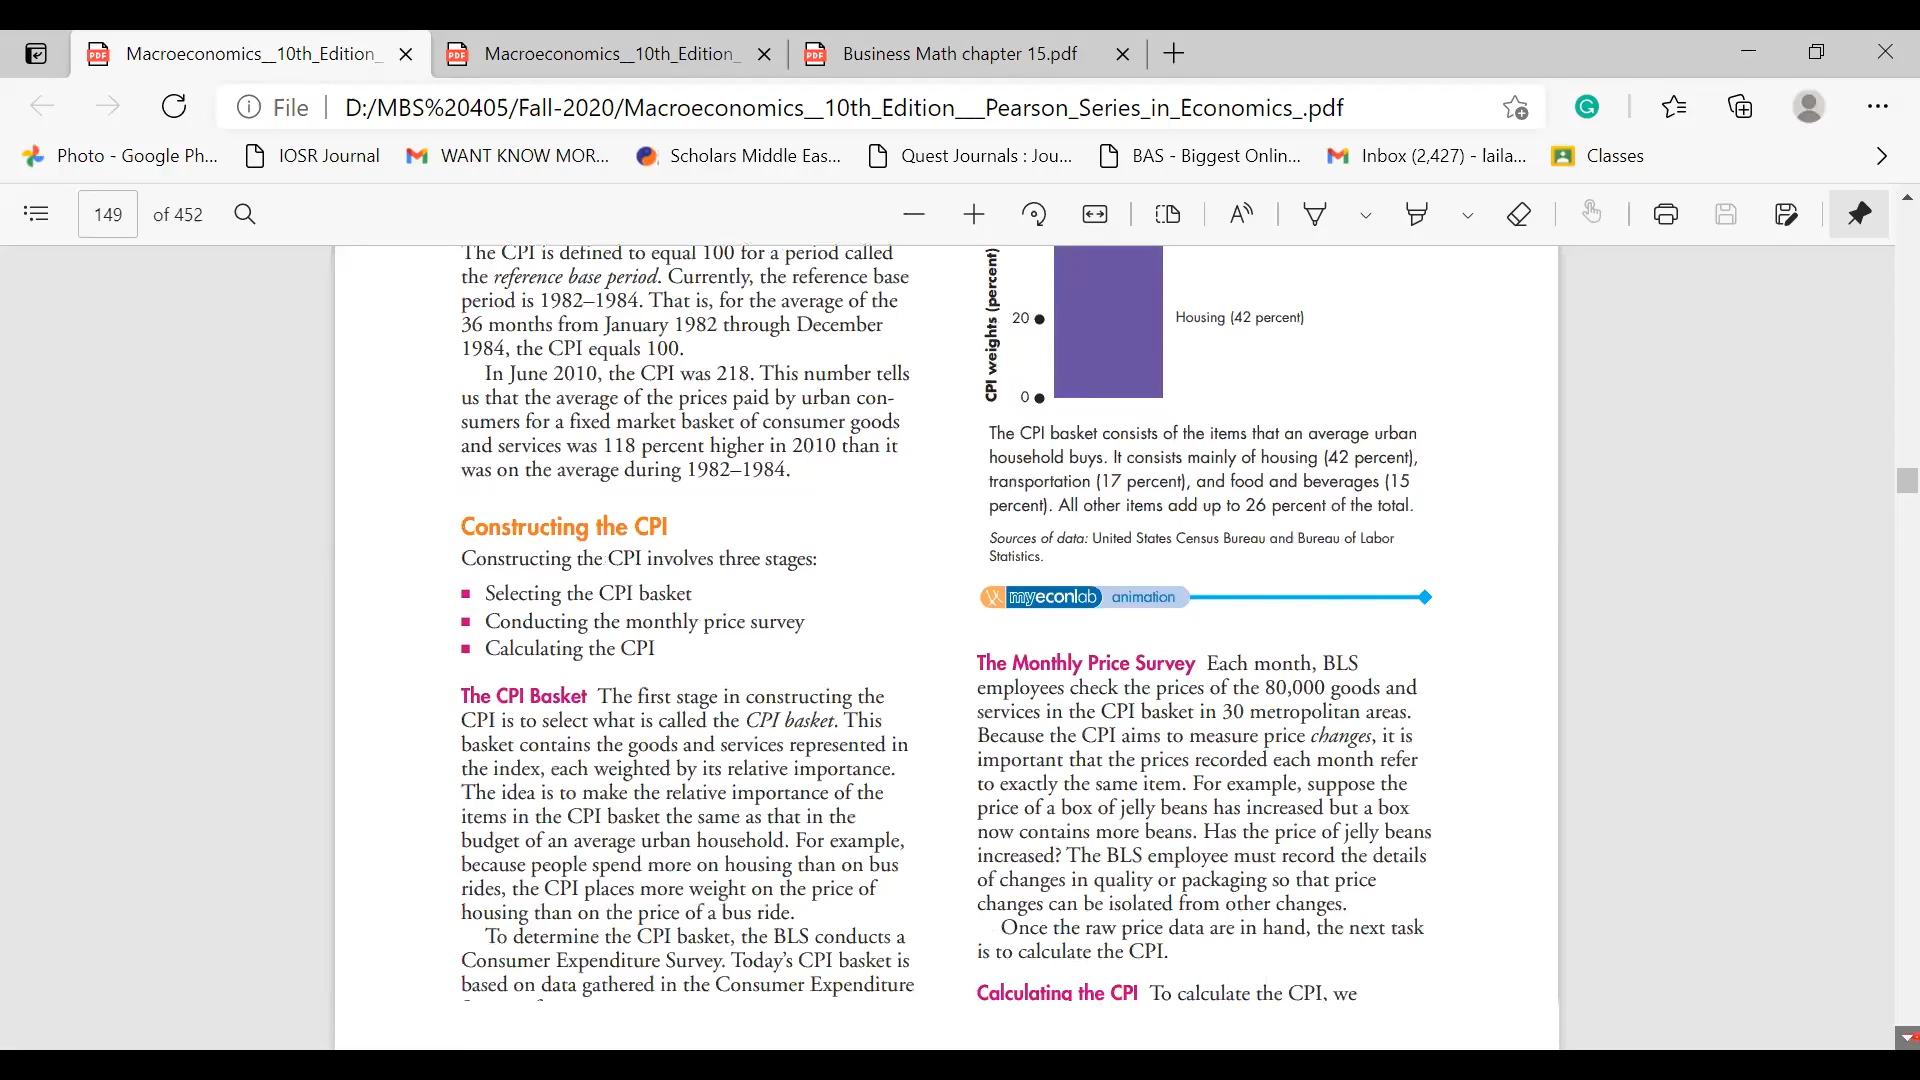 Macroeconomics__10th_Edition_
Macroeconomics__10th_Edition_
Business Math chapter 15.pdf
File
D:/MBS%20405/Fall-2020/Macroeconomics__10th_Edition___Pearson_Series_in_Economics_.pdf
Photo - Google Ph...
IOSR Journal
WANT KNOW MOR...
Scholars Middle Eas...
Quest Journals : Jou...
BAS - Biggest Onlin...
Inbox (2,427) - laila...
Classes
149 of 452
The CPI is defined to equal 100 for a period called
the reference base period. Currently, the reference base
period is 1982–1984. That is, for the average of the
36 months from January 1982 through December
1984, the CPI equals 100.
In June 2010, the CPI was 218. This number tells
us that the average of the prices paid by urban con-
sumers for a fixed market basket of consumer goods
and services was 118 percent higher in 2010 than it
was on the average during 1982–1984.
Constructing the CPI
Constructing the CPI involves three stages:
■ Selecting the CPI basket
■ Conducting the monthly price survey
■ Calculating the CPI
The CPI Basket The first stage in constructing the
CPI is to select what is called the CPI basket. This
basket contains the goods and services represented in
the index, each weighted by its relative importance.
The idea is to make the relative importance of the
items in the CPI basket the same as that in the
budget of an average urban household. For example,
because people spend more on housing than on bus
rides, the CPI places more weight on the price of
housing than on the price of a bus ride.
To determine the CPI basket, the BLS conducts a
Consumer Expenditure Survey. Today's CPI basket is
based on data gathered in the Consumer Expenditure
CPI weights (percent)
20
Housing (42 percent)
0
The CPI basket consists of the items that an average urban
household buys. It consists mainly of housing (42 percent),
transportation (17 percent), and food and beverages (15
percent). All other items add up to 26 percent of the total.
Sources of data: United States Census Bureau and Bureau of Labor
Statistics.
myeconlab animation
The Monthly Price Survey Each month, BLS
employees check the prices of the 80,000 goods and
services in the CPI basket in 30 metropolitan areas.
Because the CPI aims to measure price changes, it is
important that the prices recorded each month refer
to exactly the same item. For example, suppose the
price of a box of jelly beans has increased but a box
now contains more beans. Has the price of jelly beans
increased? The BLS employee must record the details
of changes in quality or packaging so that price
changes can be isolated from other changes.
Once the raw price data are in hand, the next task
is to calculate the CPI.
Calculating the CPI To calculate the CPI, we